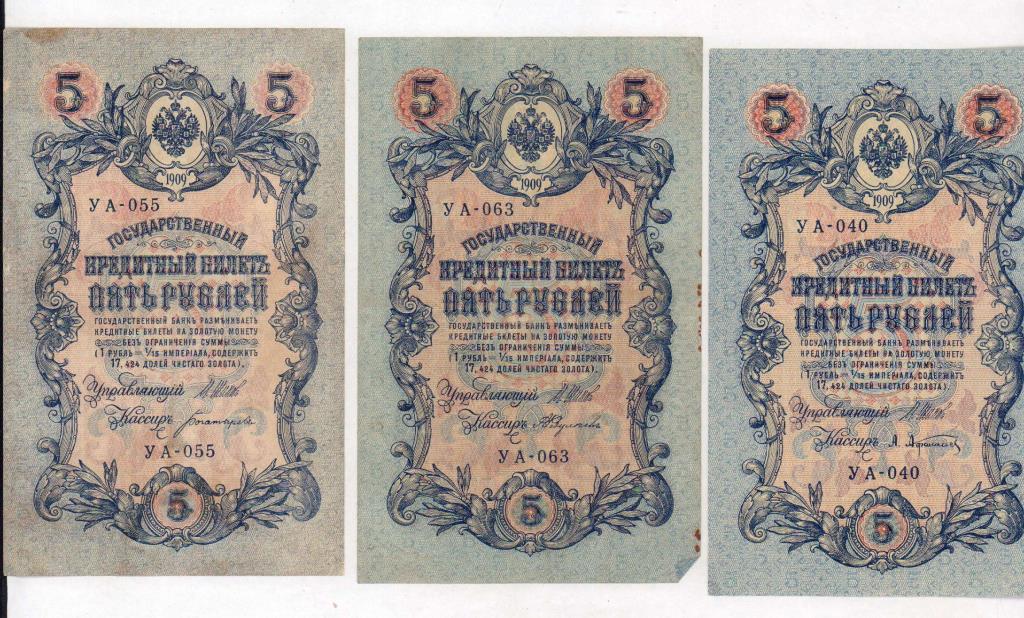 5 5
1909
УА-055
ГОСУДАРСТВЕННЫЙ
КРЕДИТНЫЙ БИЛЕТЪ
ПЯТЬ РУБЛЕЙ
ГОСУДАРСТВЕННЫЙ БАНКЪ РАЗМѢНИВАЕТЪ
КРЕДИТНЫЕ БИЛЕТЫ НА ЗОЛОТУЮ МОНЕТУ
БЕЗЪ ОГРАНИЧЕНІЯ СУММЫ
(1 РУБЛЬ = 1/15 ИМПЕРІАЛА, СОДЕРЖИТЪ
17,424 ДОЛЕЙ ЧИСТАГО ЗОЛОТА).
Управляющій
Кассиръ
УА-055
5
5 5
1909
УА-063
ГОСУДАРСТВЕННЫЙ
КРЕДИТНЫЙ БИЛЕТЪ
ПЯТЬ РУБЛЕЙ
ГОСУДАРСТВЕННЫЙ БАНКЪ РАЗМѢНИВАЕТЪ
КРЕДИТНЫЕ БИЛЕТЫ НА ЗОЛОТУЮ МОНЕТУ
БЕЗЪ ОГРАНИЧЕНІЯ СУММЫ
(1 РУБЛЬ = 1/15 ИМПЕРІАЛА, СОДЕРЖИТЪ
17,424 ДОЛЕЙ ЧИСТАГО ЗОЛОТА).
Управляющій
Кассиръ
УА-063
5
5 5
1909
УА-040
ГОСУДАРСТВЕННЫЙ
КРЕДИТНЫЙ БИЛЕТЪ
ПЯТЬ РУБЛЕЙ
ГОСУДАРСТВЕННЫЙ БАНКЪ РАЗМѢНИВАЕТЪ
КРЕДИТНЫЕ БИЛЕТЫ НА ЗОЛОТУЮ МОНЕТУ
БЕЗЪ ОГРАНИЧЕНІЯ СУММЫ
(1 РУБЛЬ = 1/15 ИМПЕРІАЛА, СОДЕРЖИТЪ
17,424 ДОЛЕЙ ЧИСТАГО ЗОЛОТА).
Управляющій
Кассиръ
УА-040
5